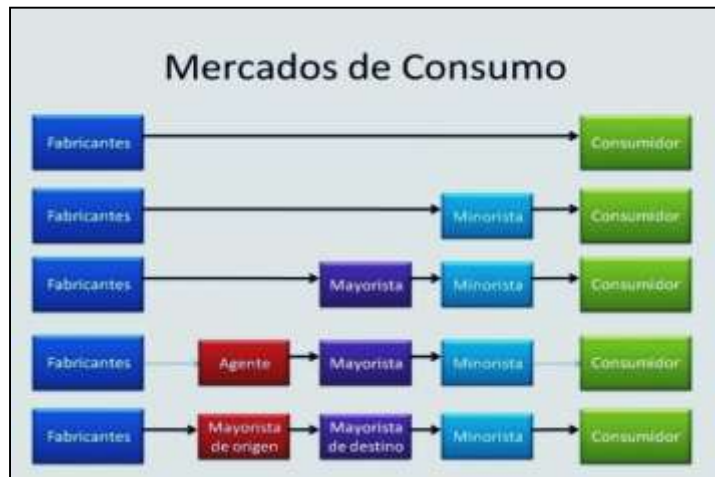 Mercados de Consumo
Fabricantes Consumidor
Fabricantes Minorista Consumidor
Fabricantes Mayorista Minorista Consumidor
Fabricantes Agente Mayorista Minorista Consumidor
Fabricantes Mayorista de origen Mayorista de destino Minorista Consumidor